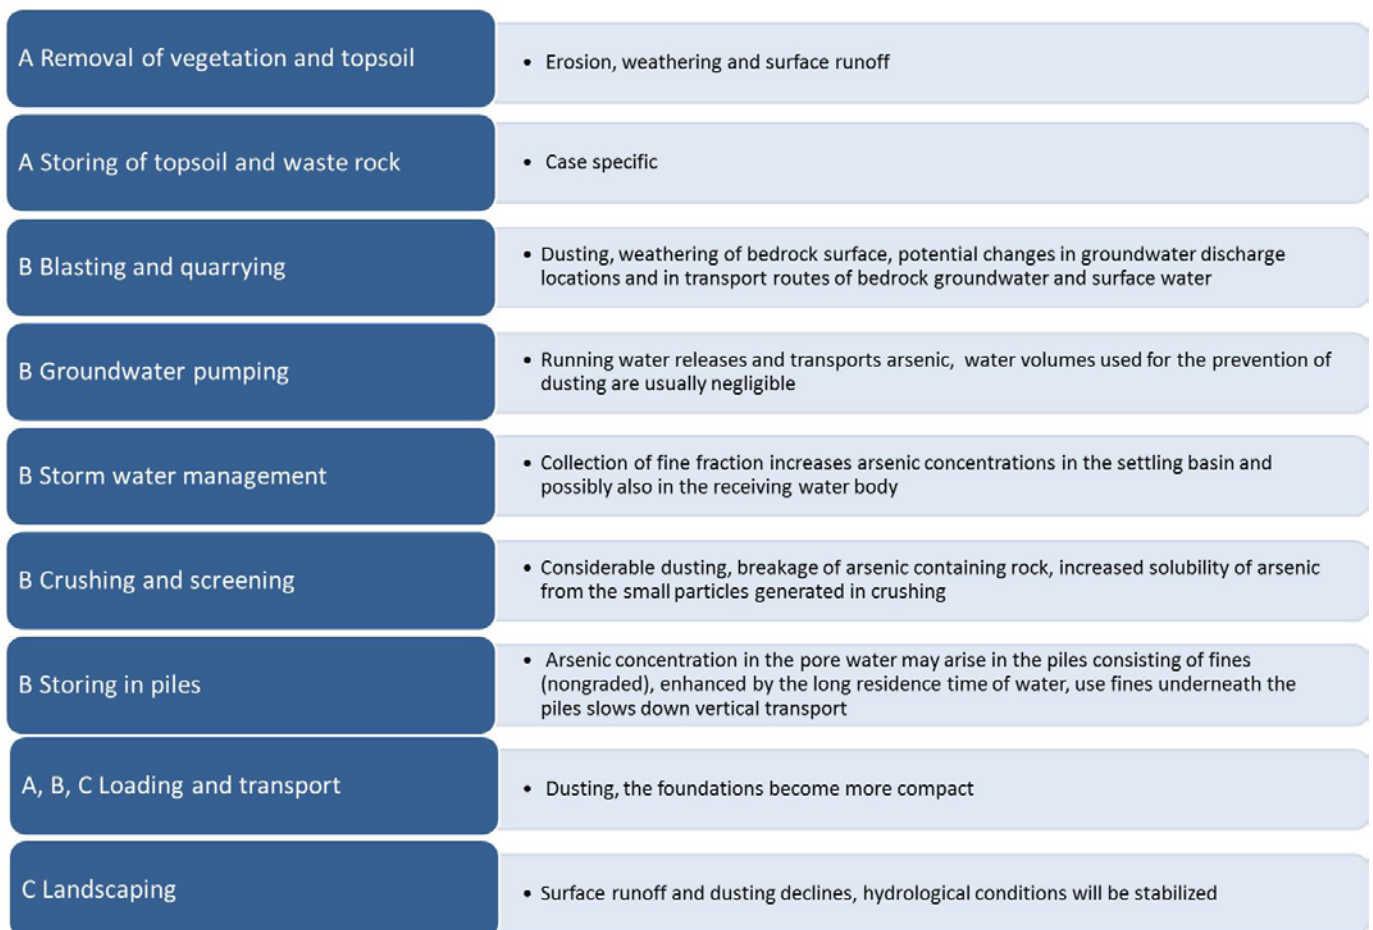 A Removal of vegetation and topsoil
• Erosion, weathering and surface runoff
A Storing of topsoil and waste rock
• Case specific
B Blasting and quarrying
• Dusting, weathering of bedrock surface, potential changes in groundwater discharge
locations and in transport routes of bedrock groundwater and surface water
B Groundwater pumping
• Running water releases and transports arsenic, water volumes used for the prevention of
dusting are usually negligible
B Storm water management
• Collection of fine fraction increases arsenic concentrations in the settling basin and
possibly also in the receiving water body
B Crushing and screening
• Considerable dusting, breakage of arsenic containing rock, increased solubility of arsenic
from the small particles generated in crushing
B Storing in piles
• Arsenic concentration in the pore water may arise in the piles consisting of fines
(nongraded), enhanced by the long residence time of water, use fines underneath the
piles slows down vertical transport
A, B, C Loading and transport
• Dusting, the foundations become more compact
C Landscaping
• Surface runoff and dusting declines, hydrological conditions will be stabilized